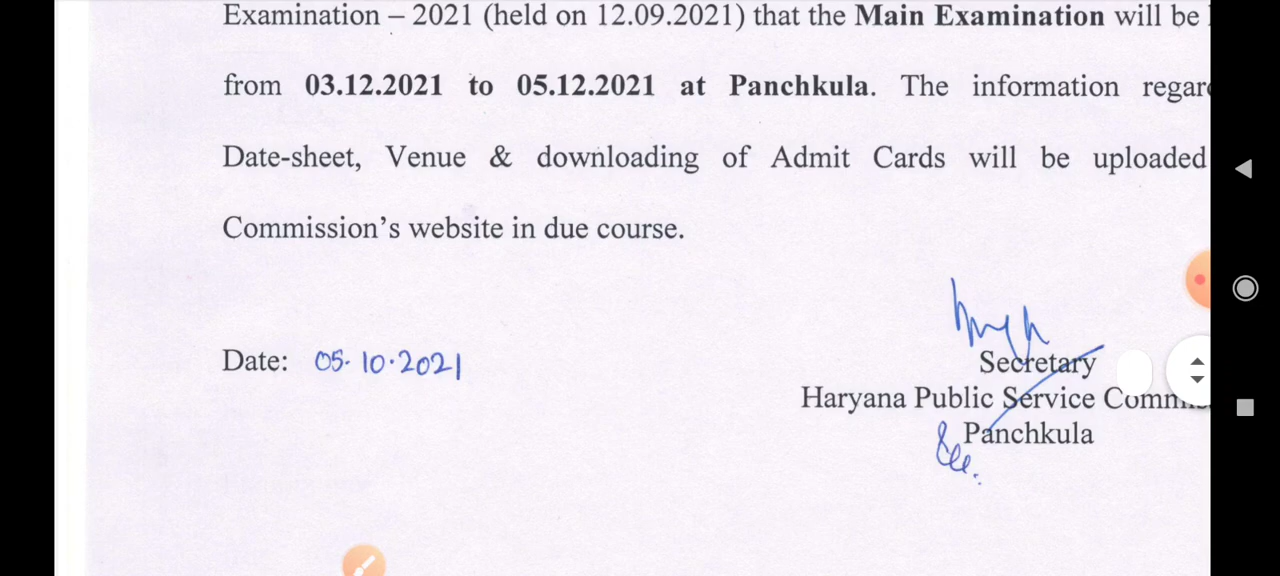 Examination – 2021 (held on 12.09.2021) that the Main Examination will be
from 03.12.2021 to 05.12.2021 at Panchkula. The information regar
Date-sheet, Venue & downloading of Admit Cards will be uploaded
Commission's website in due course.
Date: 05.10.2021
Secretary
Haryana Public Service Comm
Panchkula